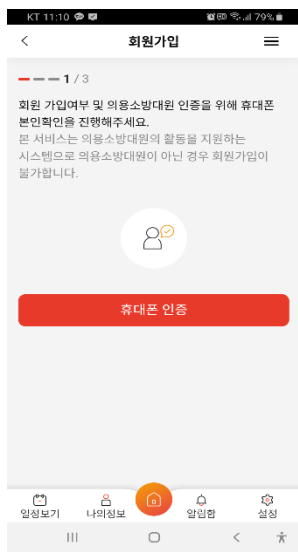 KT 11:10
79%
회원가입
1 / 3
회원 가입여부 및 의용소방대원 인증을 위해 휴대폰
본인확인을 진행해주세요.
본 서비스는 의용소방대원의 활동을 지원하는
시스템으로 의용소방대원이 아닌 경우 회원가입이
불가합니다.
휴대폰 인증
일정보기 나의정보 알림함 설정